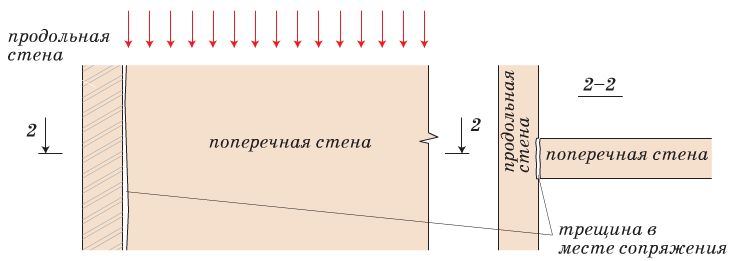 продольная
стена
2
поперечная стена
2
продольная
стена
2–2
поперечная стена
трещина в
месте сопряжения